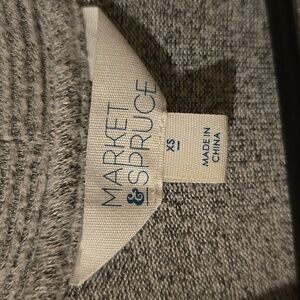 MARKET
& SPRUCE
XS
MADE IN
CHINA